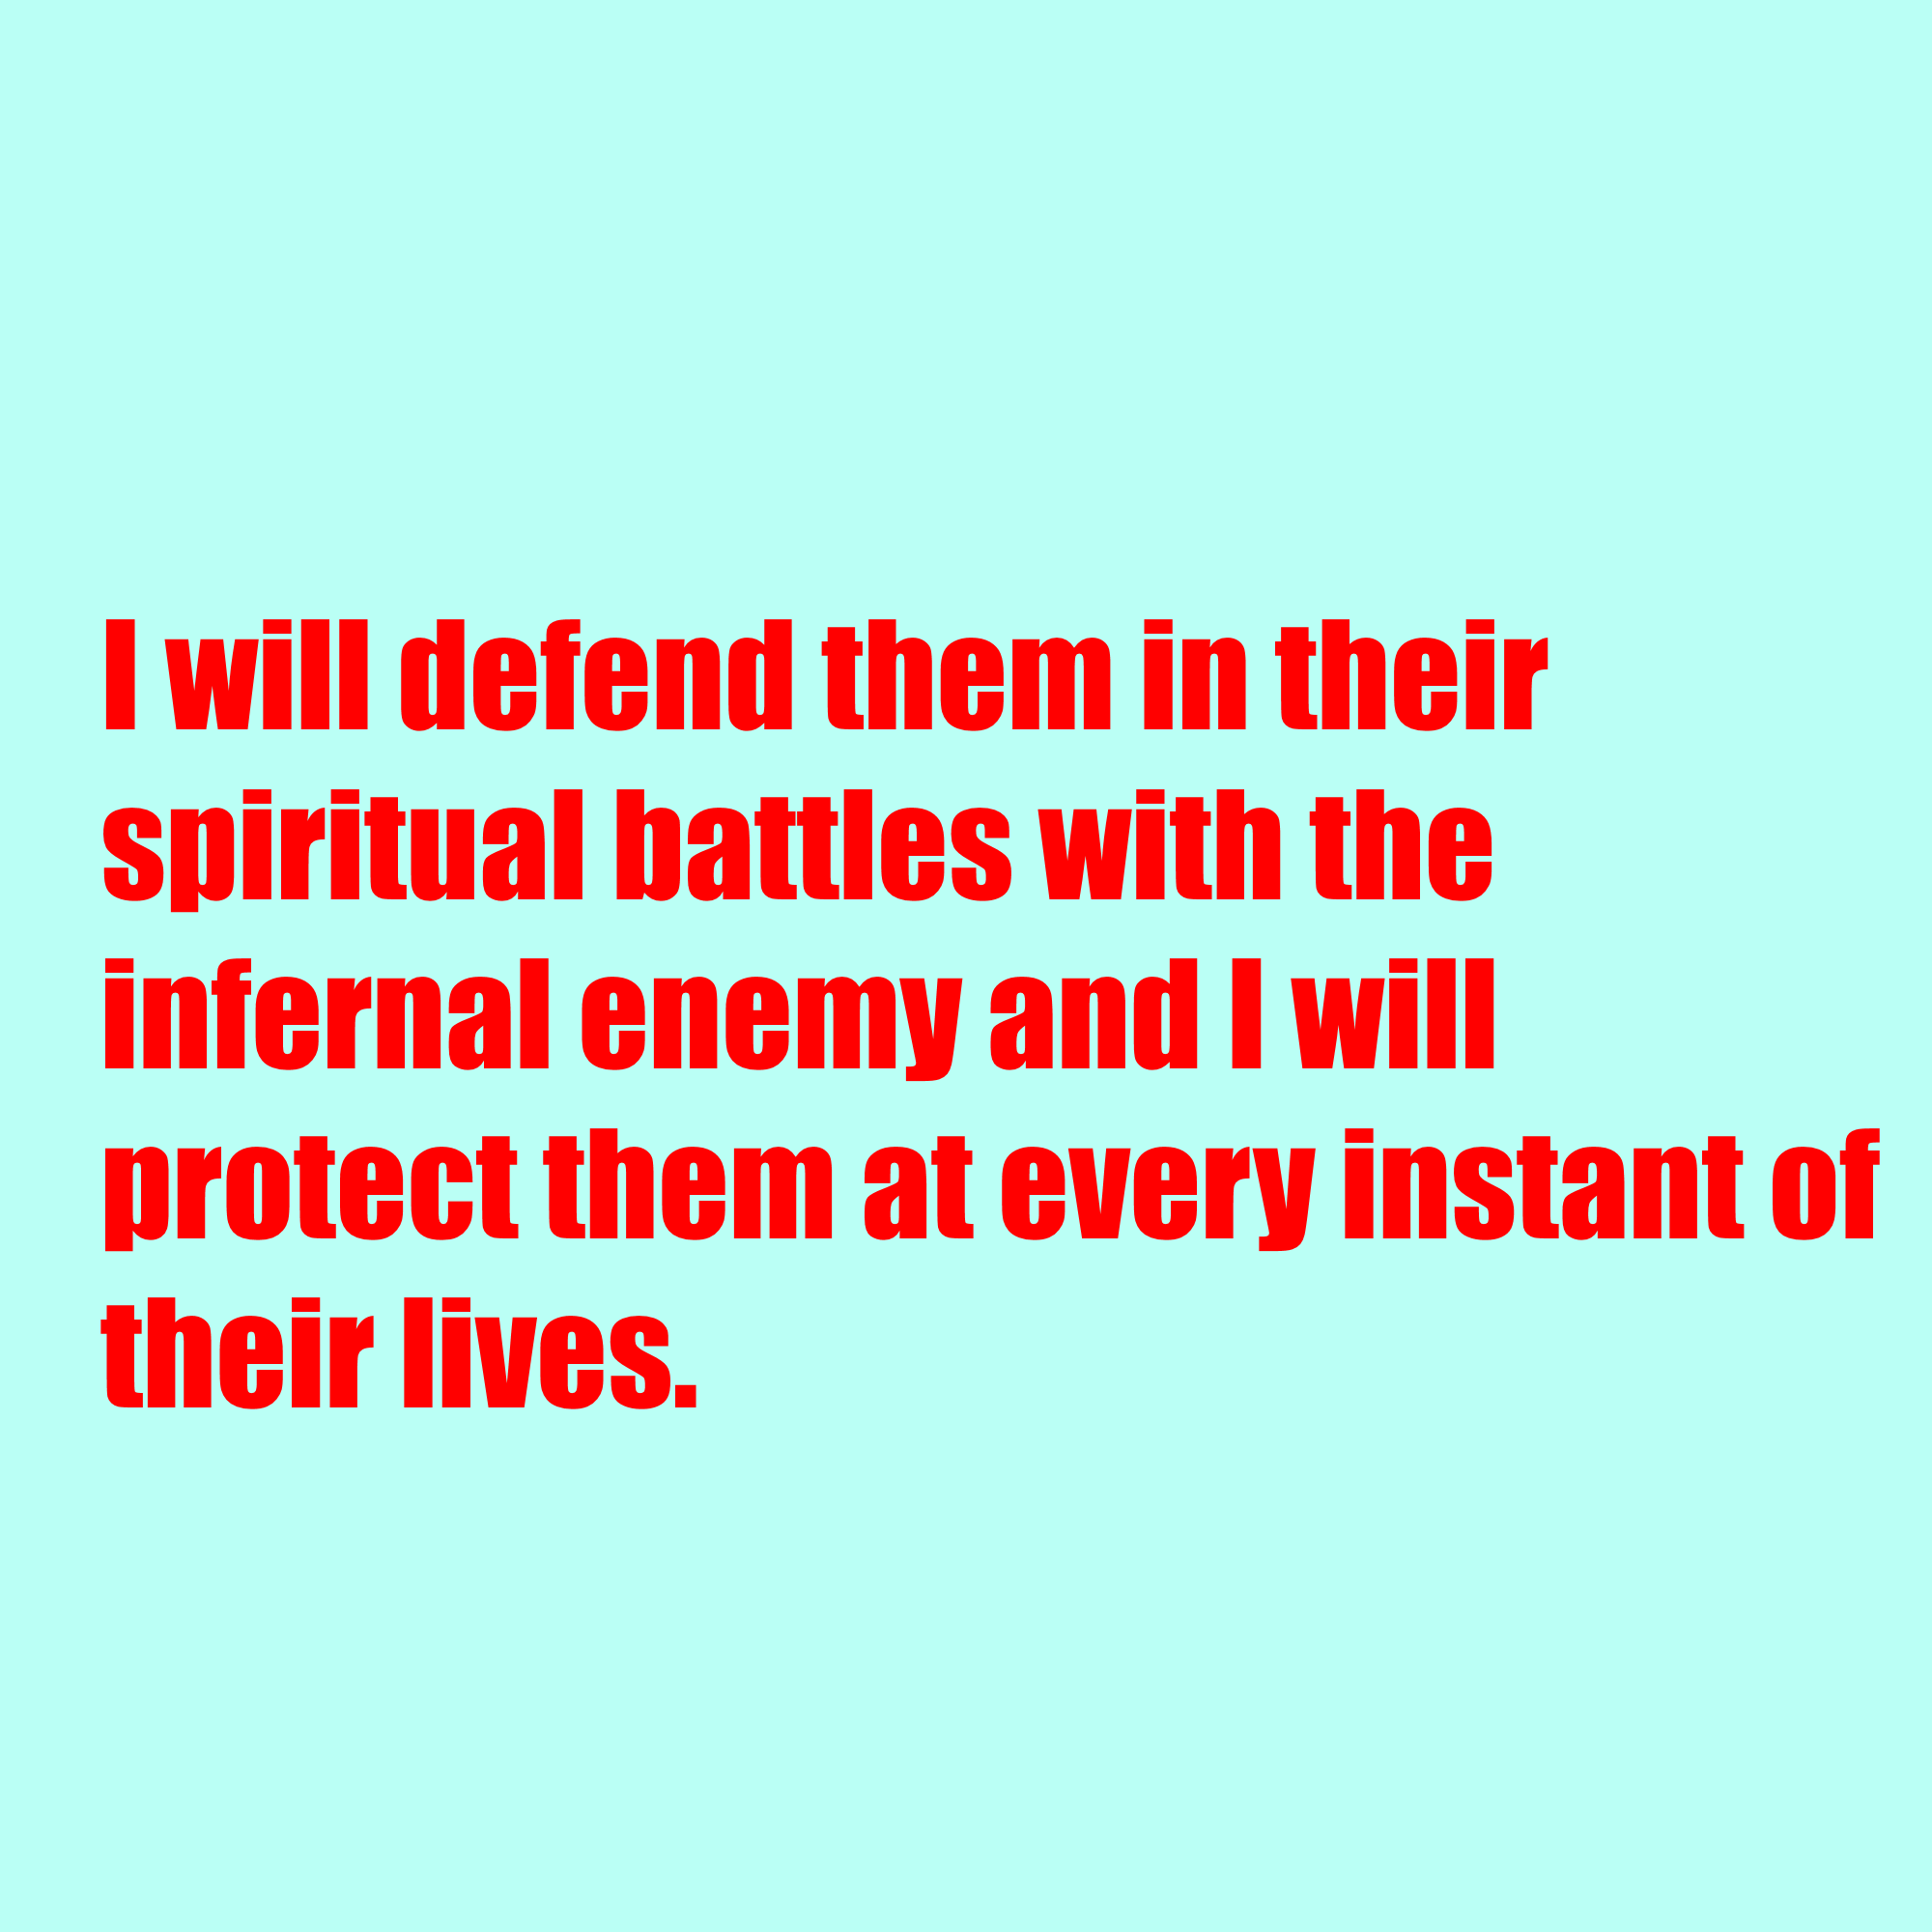 I will defend them in their
spiritual battles with the
infernal enemy and I will
protect them at every instant of
their lives.